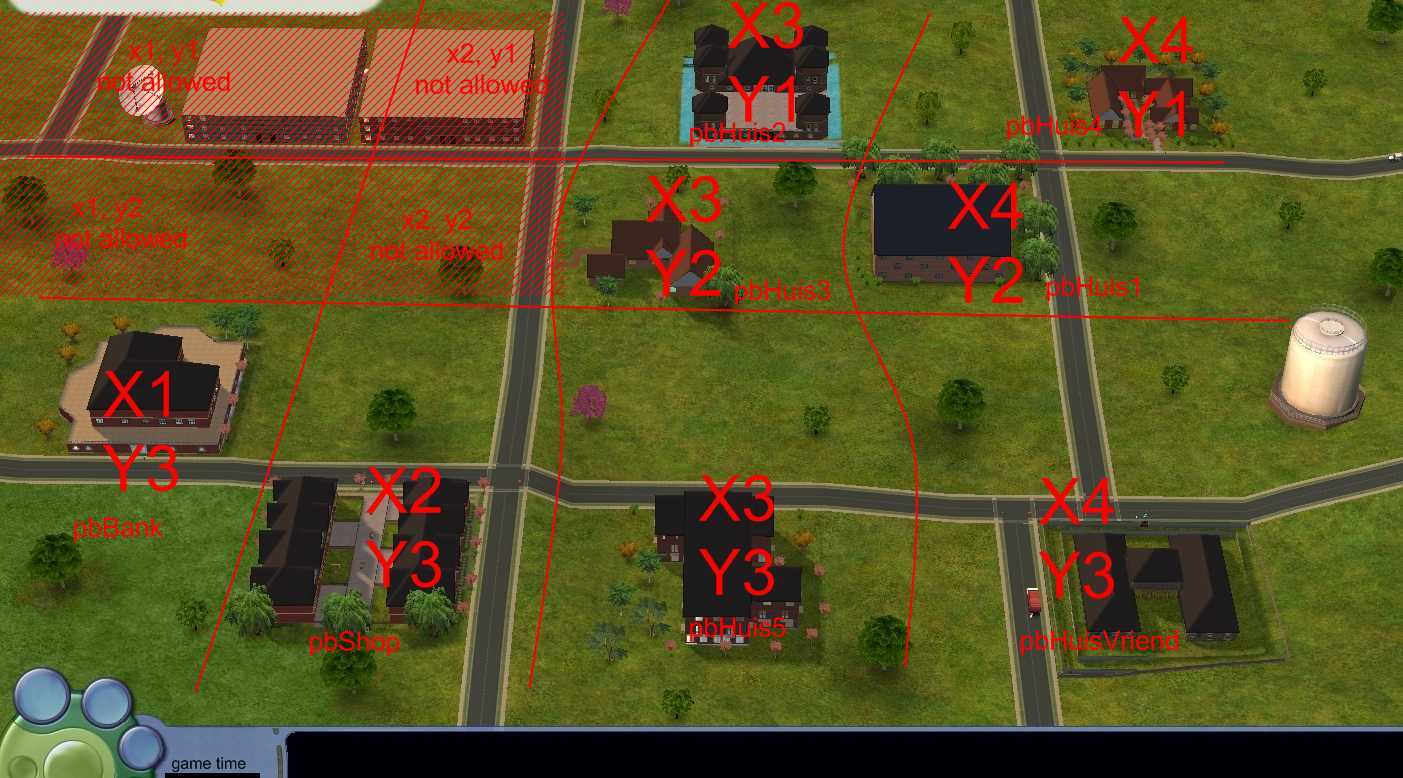 x1, y1
not allowed
x2, y1
not allowed
X3
Y1
pbHuis2
X4
Y1
pbHuis4
x1, y2
not allowed
x2, y2
not allowed
X3
Y2
pbHuis3
X4
Y2
pbHuis1
X1
Y3
pbBank
X2
Y3
pbShop
X3
Y3
pbHuis5
X4
Y3
pbHuisVriend
game time